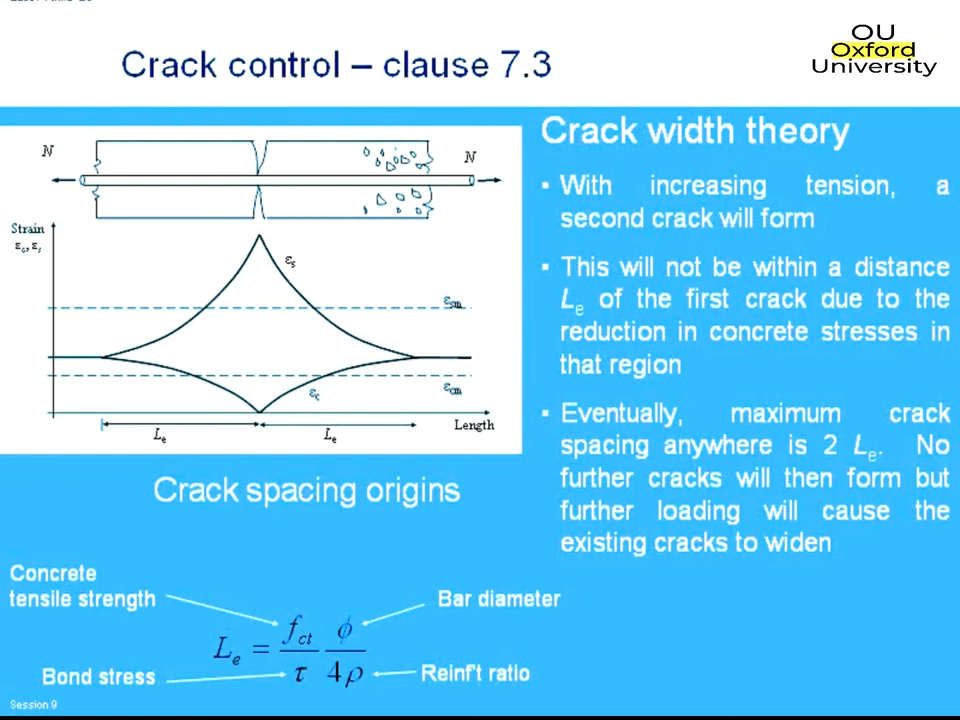 Crack control – clause 7.3
OU
Oxford
University
N
N
Strain
εc, εs
εs
εsm
εcm
εc
Length
Le
Le
Crack spacing origins
Crack width theory
▪ With increasing tension, a
second crack will form
▪ This will not be within a distance
Le of the first crack due to the
reduction in concrete stresses in
that region
▪ Eventually, maximum crack
spacing anywhere is 2 Le. No
further cracks will then form but
further loading will cause the
existing cracks to widen
Concrete
tensile strength
Bar diameter
Le = fct/τ ϕ/4ρ
Bond stress
Reinf't ratio
Session 9